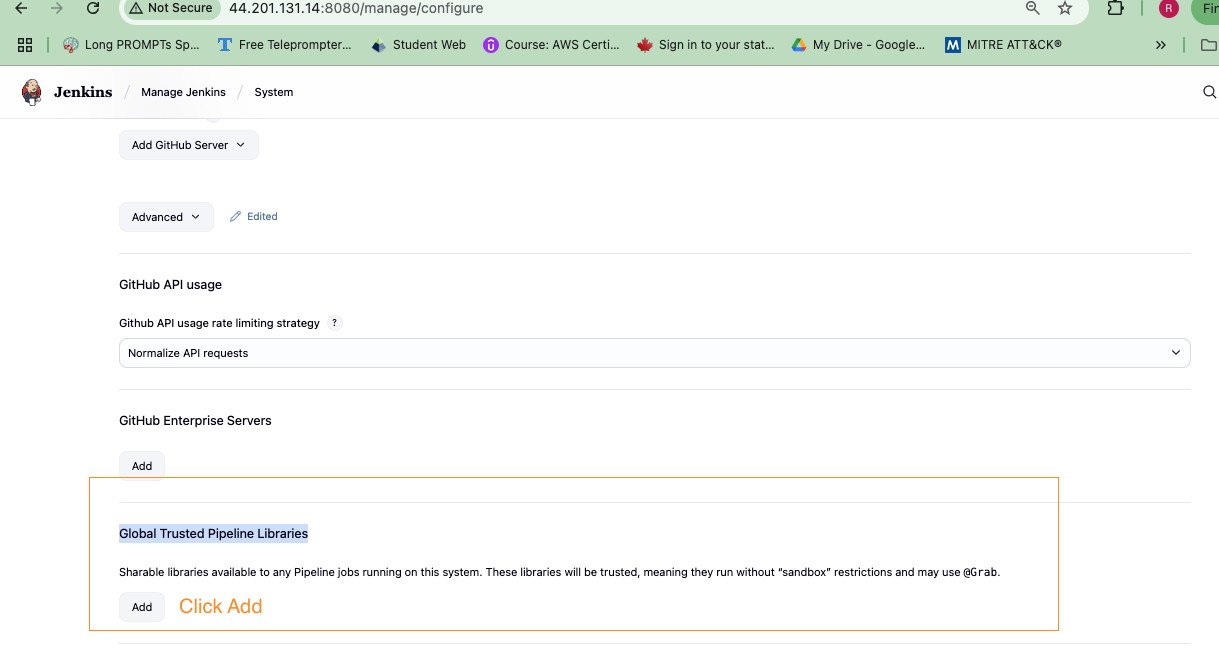 Not Secure 44.201.131.14:8080/manage/configure R Fir
Long PROMPTs Sp... Free Teleprompter... Student Web Course: AWS Certi... Sign in to your stat... My Drive - Google... M MITRE ATT&CK® »
Jenkins / Manage Jenkins / System
Add GitHub Server
Advanced Edited
GitHub API usage
Github API usage rate limiting strategy ?
Normalize API requests
GitHub Enterprise Servers
Add
Global Trusted Pipeline Libraries
Sharable libraries available to any Pipeline jobs running on this system. These libraries will be trusted, meaning they run without “sandbox” restrictions and may use @Grab.
Add Click Add